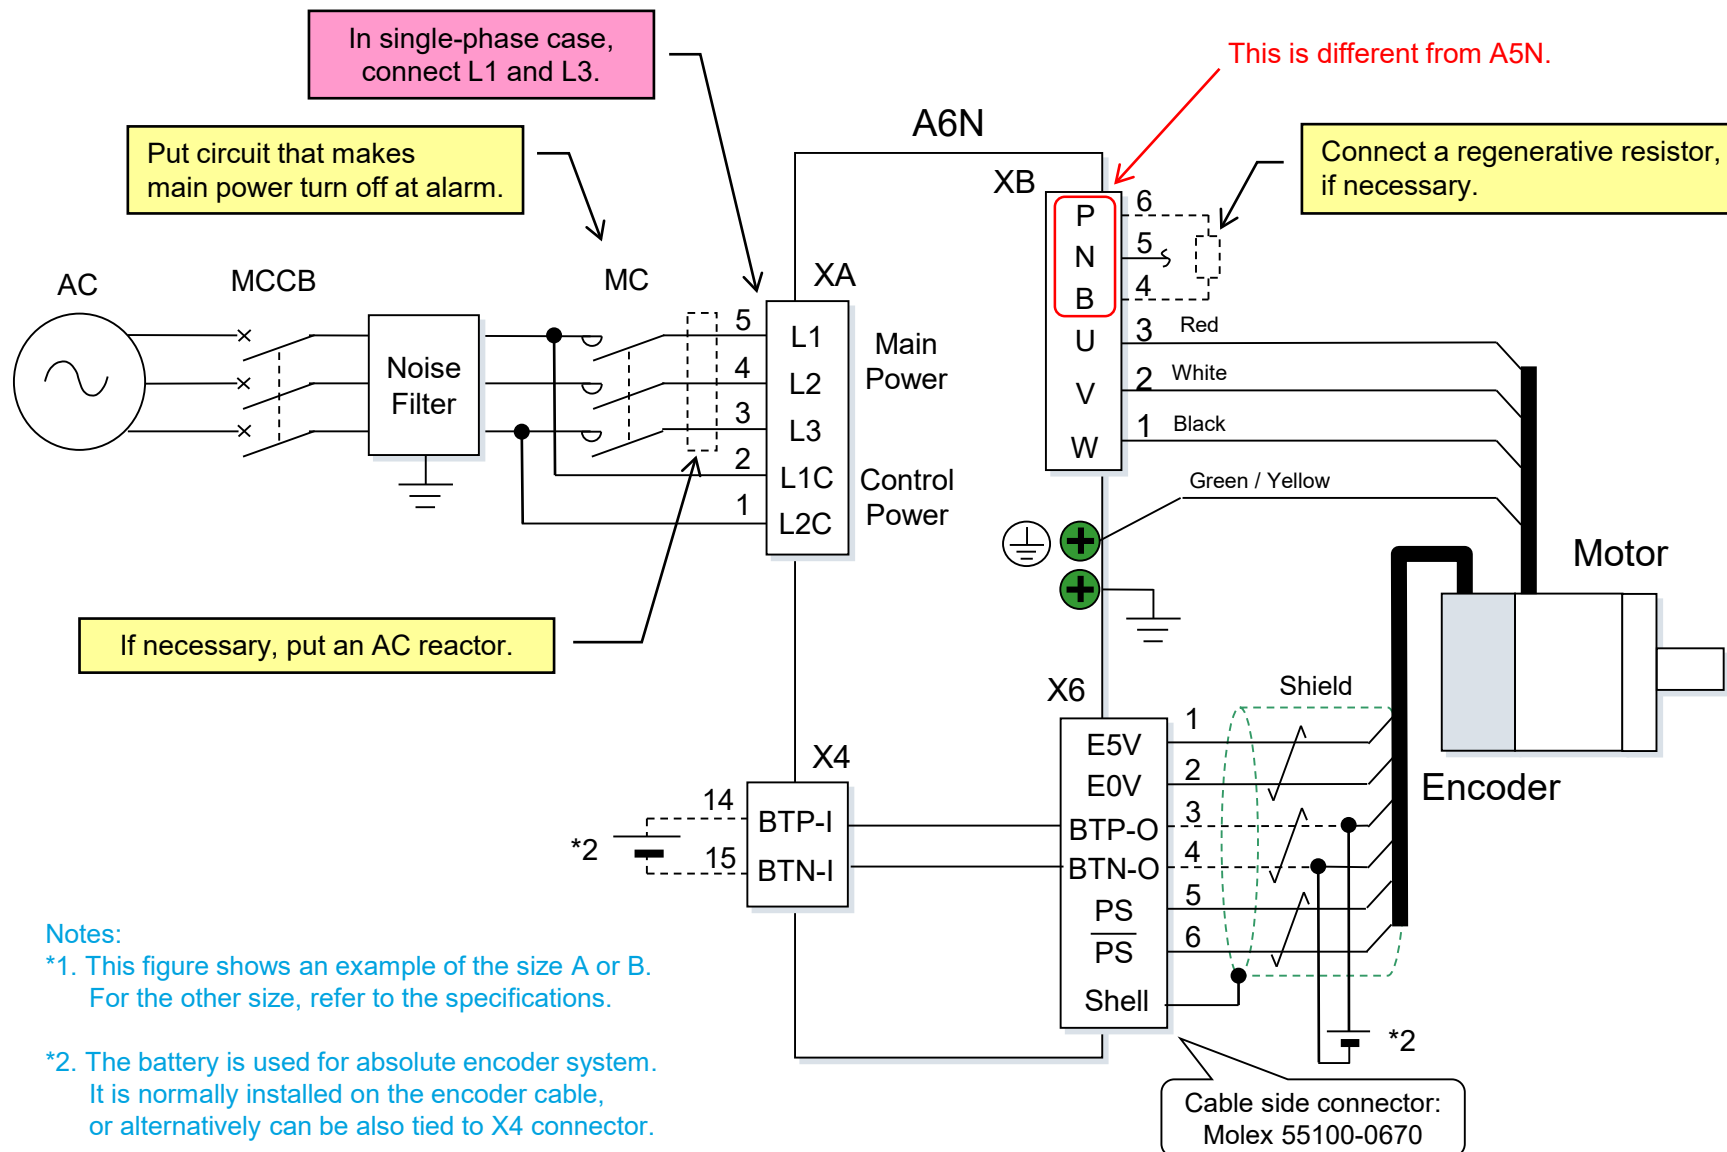 In single-phase case,
connect L1 and L3.
This is different from A5N.
A6N
Put circuit that makes
main power turn off at alarm.
Connect a regenerative resistor,
if necessary.
XB
P
N
B
U
V
W
6
5
4
3
2
1
Red
White
Black
Green / Yellow
AC
MCCB
MC
XA
Noise
Filter
5
4
3
2
1
L1
L2
L3
L1C
L2C
Main
Power
Control
Power
Motor
If necessary, put an AC reactor.
X6
Shield
Encoder
E5V
E0V
BTP-O
BTN-O
PS
PS
Shell
1
2
3
4
5
6
X4
14
15
BTP-I
BTN-I
*2
*2
Notes:
*1. This figure shows an example of the size A or B.
For the other size, refer to the specifications.
*2. The battery is used for absolute encoder system.
It is normally installed on the encoder cable,
or alternatively can be also tied to X4 connector.
Cable side connector:
Molex 55100-0670